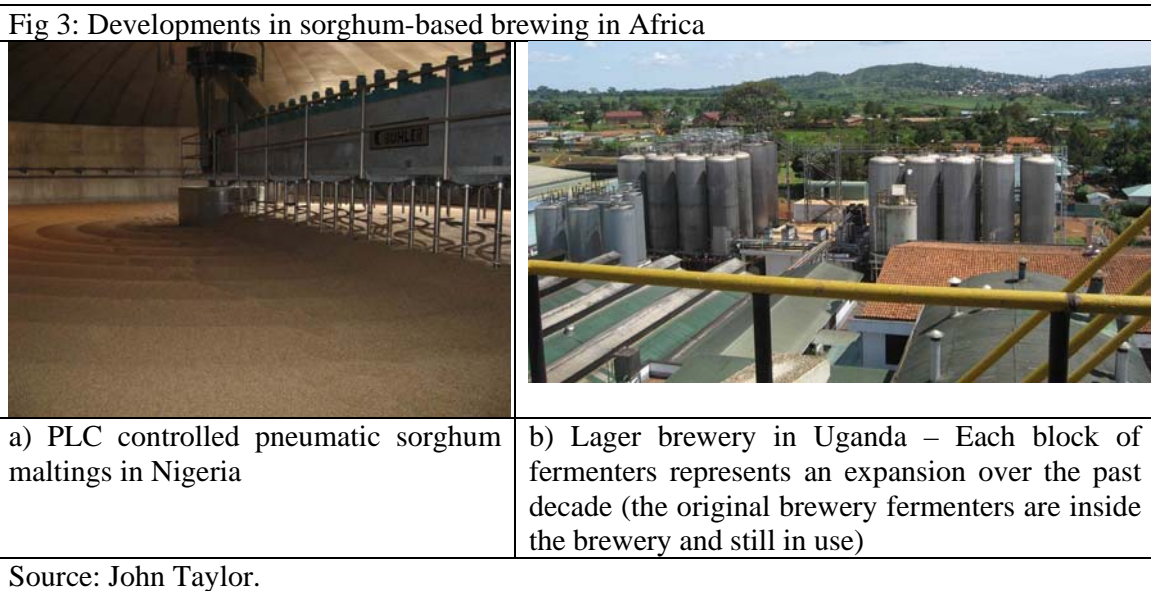 Fig 3: Developments in sorghum-based brewing in Africa
BUHLER
a) PLC controlled pneumatic sorghum
maltings in Nigeria
b) Lager brewery in Uganda – Each block of
fermenters represents an expansion over the past
decade (the original brewery fermenters are inside
the brewery and still in use)
Source: John Taylor.